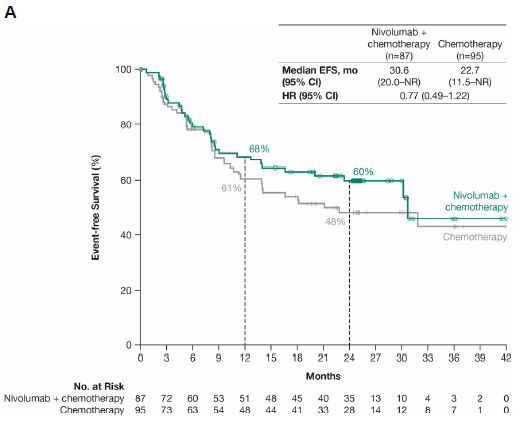 A
Nivolumab +
chemotherapy Chemotherapy
(n=87) (n=95)
Median EFS, mo 30.6 22.7
(95% CI) (20.0–NR) (11.5–NR)
HR (95% CI) 0.77 (0.49–1.22)
Event-free Survival (%)
100
80
60
40
20
0
68%
61%
60%
48%
Nivolumab +
chemotherapy
Chemotherapy
0 3 6 9 12 15 18 21 24 27 30 33 36 39 42
Months
No. at Risk
Nivolumab + chemotherapy 87 72 60 53 51 48 45 40 35 13 10 4 3 2 0
Chemotherapy 95 73 63 54 48 44 41 33 28 14 12 8 7 1 0